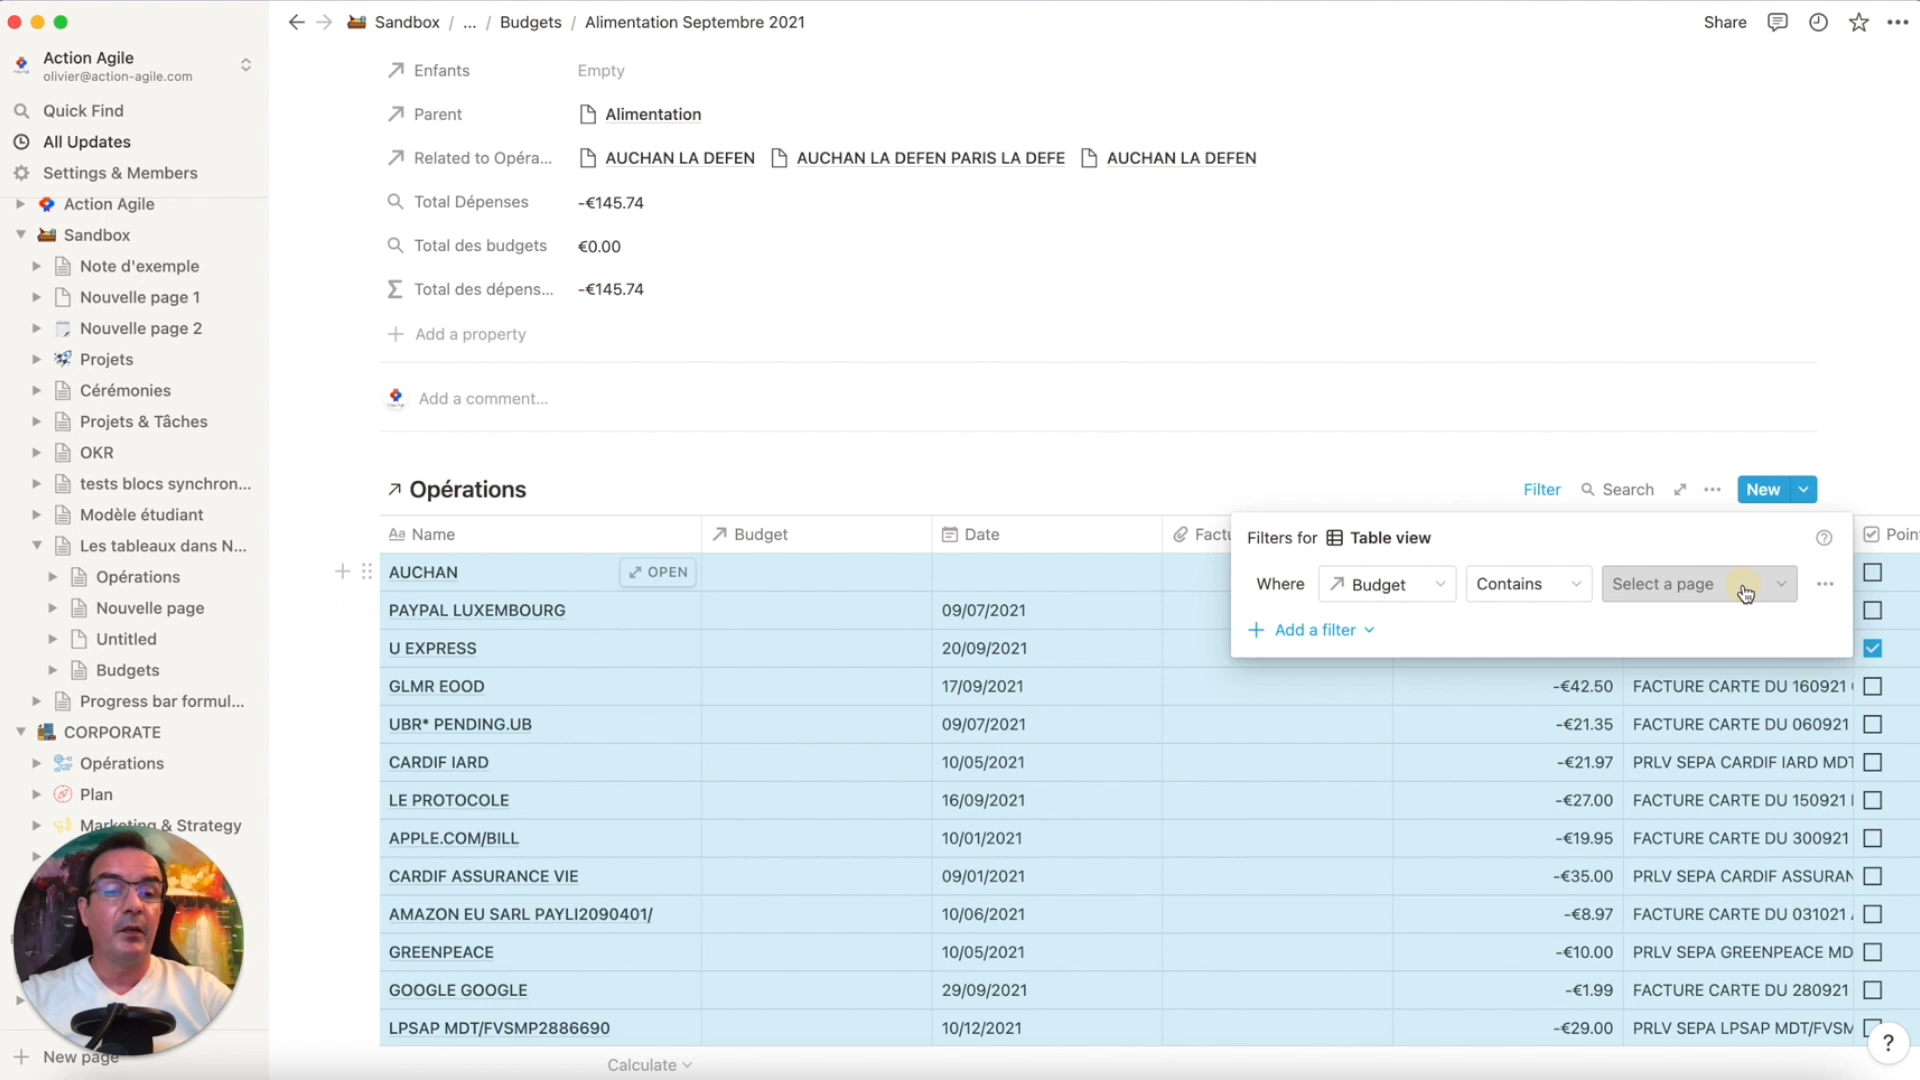 Sandbox / ... / Budgets / Alimentation Septembre 2021
Share
Action Agile
olivier@action-agile.com
Quick Find
All Updates
Settings & Members
Action Agile
Sandbox
Note d'exemple
Nouvelle page 1
Nouvelle page 2
Projets
Cérémonies
Projets & Tâches
OKR
tests blocs synchron...
Modèle étudiant
Les tableaux dans N...
Opérations
Nouvelle page
Untitled
Budgets
Progress bar formul...
CORPORATE
Opérations
Plan
Marketing & Strategy
New page
Enfants Empty
Parent Alimentation
Related to Opéra... AUCHAN LA DEFEN AUCHAN LA DEFEN PARIS LA DEFE AUCHAN LA DEFEN
Total Dépenses -€145.74
Total des budgets €0.00
Total des dépens... -€145.74
Add a property
Add a comment...
Opérations
Filter Search ... New
Aa Name Budget Date Factu Poin
Filters for Table view
Where Budget Contains Select a page
Add a filter
AUCHAN OPEN
PAYPAL LUXEMBOURG 09/07/2021
U EXPRESS 20/09/2021
GLMR EOOD 17/09/2021 -€42.50 FACTURE CARTE DU 160921
UBR* PENDING.UB 09/07/2021 -€21.35 FACTURE CARTE DU 060921
CARDIF IARD 10/05/2021 -€21.97 PRLV SEPA CARDIF IARD MDT
LE PROTOCOLE 16/09/2021 -€27.00 FACTURE CARTE DU 150921
APPLE.COM/BILL 10/01/2021 -€19.95 FACTURE CARTE DU 300921
CARDIF ASSURANCE VIE 09/01/2021 -€35.00 PRLV SEPA CARDIF ASSURAN
AMAZON EU SARL PAYLI2090401/ 10/06/2021 -€8.97 FACTURE CARTE DU 031021
GREENPEACE 10/05/2021 -€10.00 PRLV SEPA GREENPEACE MD
GOOGLE GOOGLE 29/09/2021 -€1.99 FACTURE CARTE DU 280921
LPSAP MDT/FVSMP2886690 10/12/2021 -€29.00 PRLV SEPA LPSAP MDT/FVSM
Calculate
?